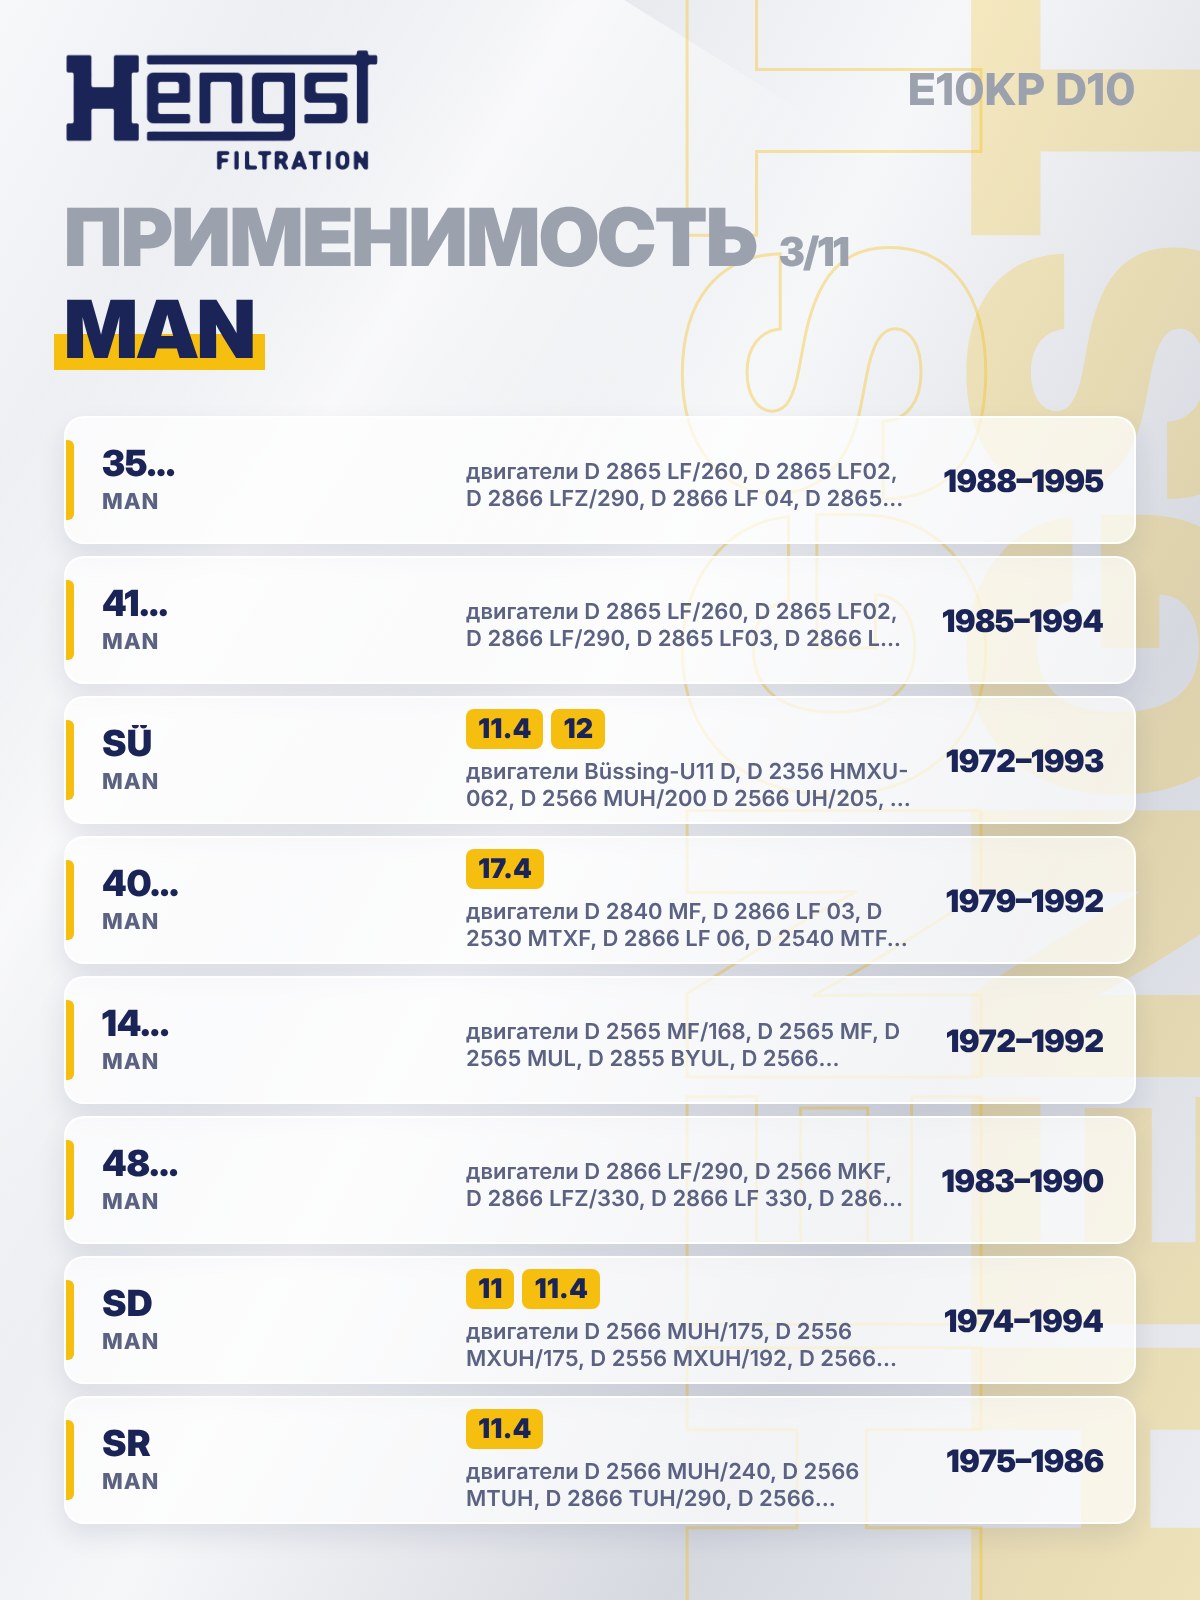 Hengst
FILTRATION
E10KP D10
ПРИМЕНИМОСТЬ 3/11
MAN
35...
MAN
двигатели D 2865 LF/260, D 2865 LF02,
D 2866 LFZ/290, D 2866 LF 04, D 2865...
1988–1995
41...
MAN
двигатели D 2865 LF/260, D 2865 LF02,
D 2866 LF/290, D 2865 LF03, D 2866 L...
1985–1994
SÜ
MAN
11.4 12
двигатели Büssing-U11 D, D 2356 HMXU-
062, D 2566 MUH/200 D 2566 UH/205, ...
1972–1993
40...
MAN
17.4
двигатели D 2840 MF, D 2866 LF 03, D
2530 MTXF, D 2866 LF 06, D 2540 MTF...
1979–1992
14...
MAN
двигатели D 2565 MF/168, D 2565 MF, D
2565 MUL, D 2855 BYUL, D 2566...
1972–1992
48...
MAN
двигатели D 2866 LF/290, D 2566 MKF,
D 2866 LFZ/330, D 2866 LF 330, D 286...
1983–1990
SD
MAN
11 11.4
двигатели D 2566 MUH/175, D 2556
MXUH/175, D 2556 MXUH/192, D 2566...
1974–1994
SR
MAN
11.4
двигатели D 2566 MUH/240, D 2566
MTUH, D 2866 TUH/290, D 2566...
1975–1986
HENGST